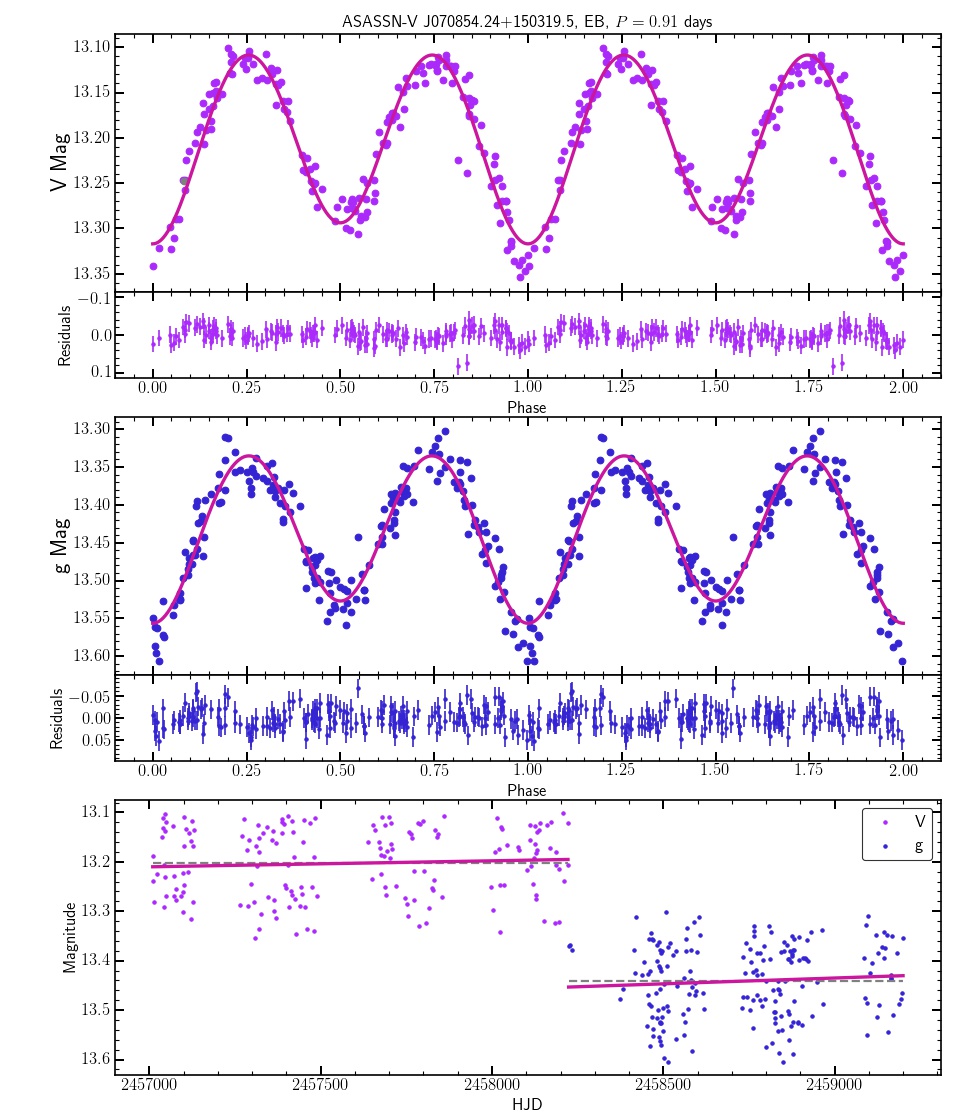 ASASSN-V J070854.24+150319.5, EB, P = 0.91 days
13.10
13.15
13.20
13.25
13.30
13.35
V Mag
−0.1
0.0
0.1
Residuals
0.00 0.25 0.50 0.75 1.00 1.25 1.50 1.75 2.00
Phase
13.30
13.35
13.40
13.45
13.50
13.55
13.60
g Mag
−0.05
0.00
0.05
Residuals
0.00 0.25 0.50 0.75 1.00 1.25 1.50 1.75 2.00
Phase
13.1
13.2
13.3
13.4
13.5
13.6
Magnitude
V
g
2457000 2457500 2458000 2458500 2459000
HJD